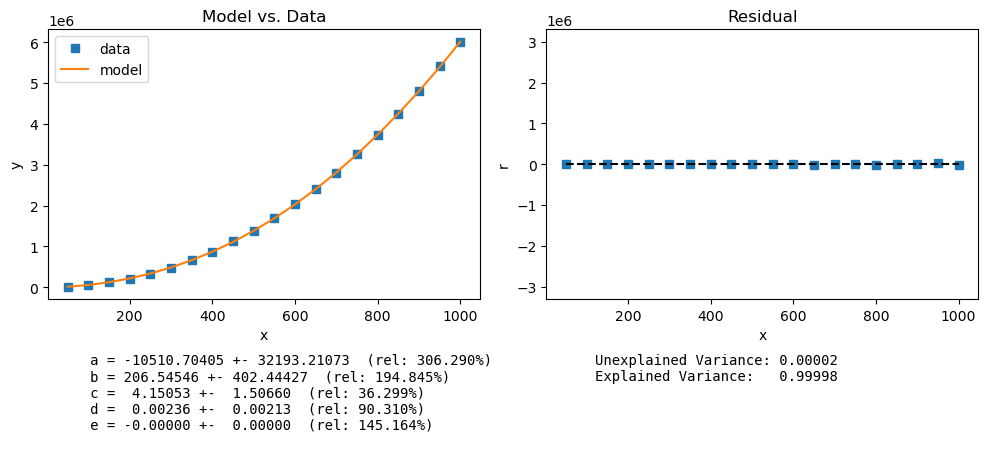 Model vs. Data
1e6
data
model
6
5
4
3
2
1
0
y
200
400
600
800
1000
x
a = -10510.70405 +- 32193.21073  (rel: 306.290%)
b = 206.54546 +- 402.44427  (rel: 194.845%)
c =  4.15053 +-  1.50660  (rel: 36.299%)
d =  0.00236 +-  0.00213  (rel: 90.310%)
e = -0.00000 +-  0.00000  (rel: 145.164%)
Residual
1e6
3
2
1
0
−1
−2
−3
r
200
400
600
800
1000
x
Unexplained Variance: 0.00002
Explained Variance:   0.99998